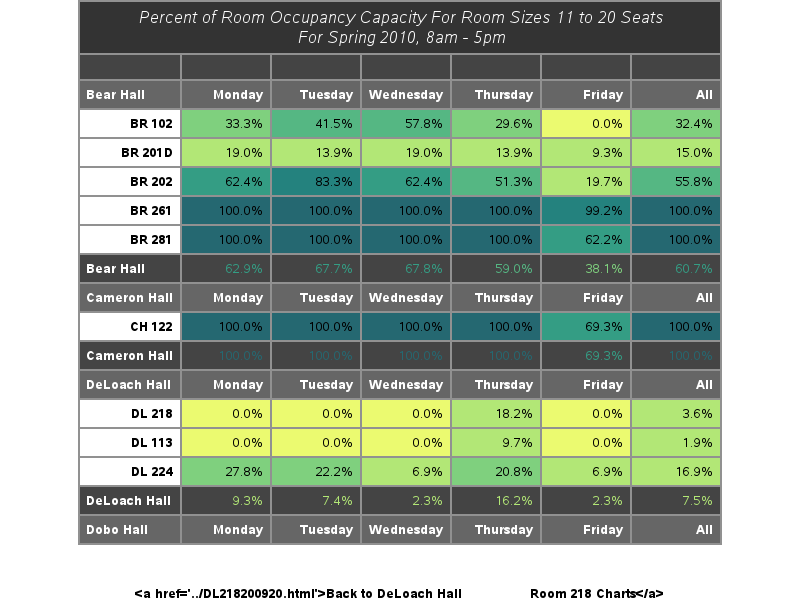 Percent of Room Occupancy Capacity For Room Sizes 11 to 20 Seats
For Spring 2010, 8am - 5pm
Bear Hall Monday Tuesday Wednesday Thursday Friday All
BR 102 33.3% 41.5% 57.8% 29.6% 0.0% 32.4%
BR 201D 19.0% 13.9% 19.0% 13.9% 9.3% 15.0%
BR 202 62.4% 83.3% 62.4% 51.3% 19.7% 55.8%
BR 261 100.0% 100.0% 100.0% 100.0% 99.2% 100.0%
BR 281 100.0% 100.0% 100.0% 100.0% 62.2% 100.0%
Bear Hall 62.9% 67.7% 67.8% 59.0% 38.1% 60.7%
Cameron Hall Monday Tuesday Wednesday Thursday Friday All
CH 122 100.0% 100.0% 100.0% 100.0% 69.3% 100.0%
Cameron Hall 100.0% 100.0% 100.0% 100.0% 69.3% 100.0%
DeLoach Hall Monday Tuesday Wednesday Thursday Friday All
DL 218 0.0% 0.0% 0.0% 18.2% 0.0% 3.6%
DL 113 0.0% 0.0% 0.0% 9.7% 0.0% 1.9%
DL 224 27.8% 22.2% 6.9% 20.8% 6.9% 16.9%
DeLoach Hall 9.3% 7.4% 2.3% 16.2% 2.3% 7.5%
Dobo Hall Monday Tuesday Wednesday Thursday Friday All
<a href='../DL218200920.html'>Back to DeLoach Hall Room 218 Charts</a>